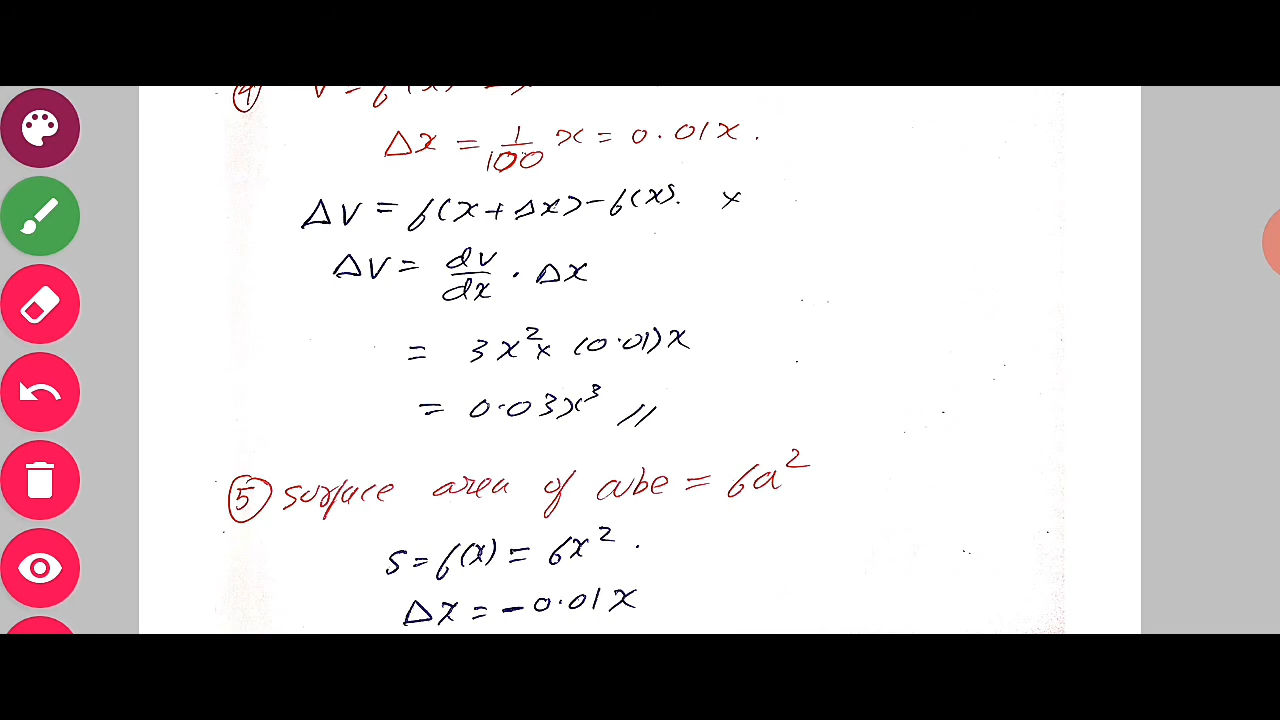 ④
Δx = 1/100 x = 0.01x .
ΔV = f(x+Δx)-f(x). x
ΔV = dv/dx . Δx
= 3x² x (0.01)x
= 0.03x³ //
⑤ surface area of cube = 6a²
S = f(x) = 6x² .
Δx = -0.01x